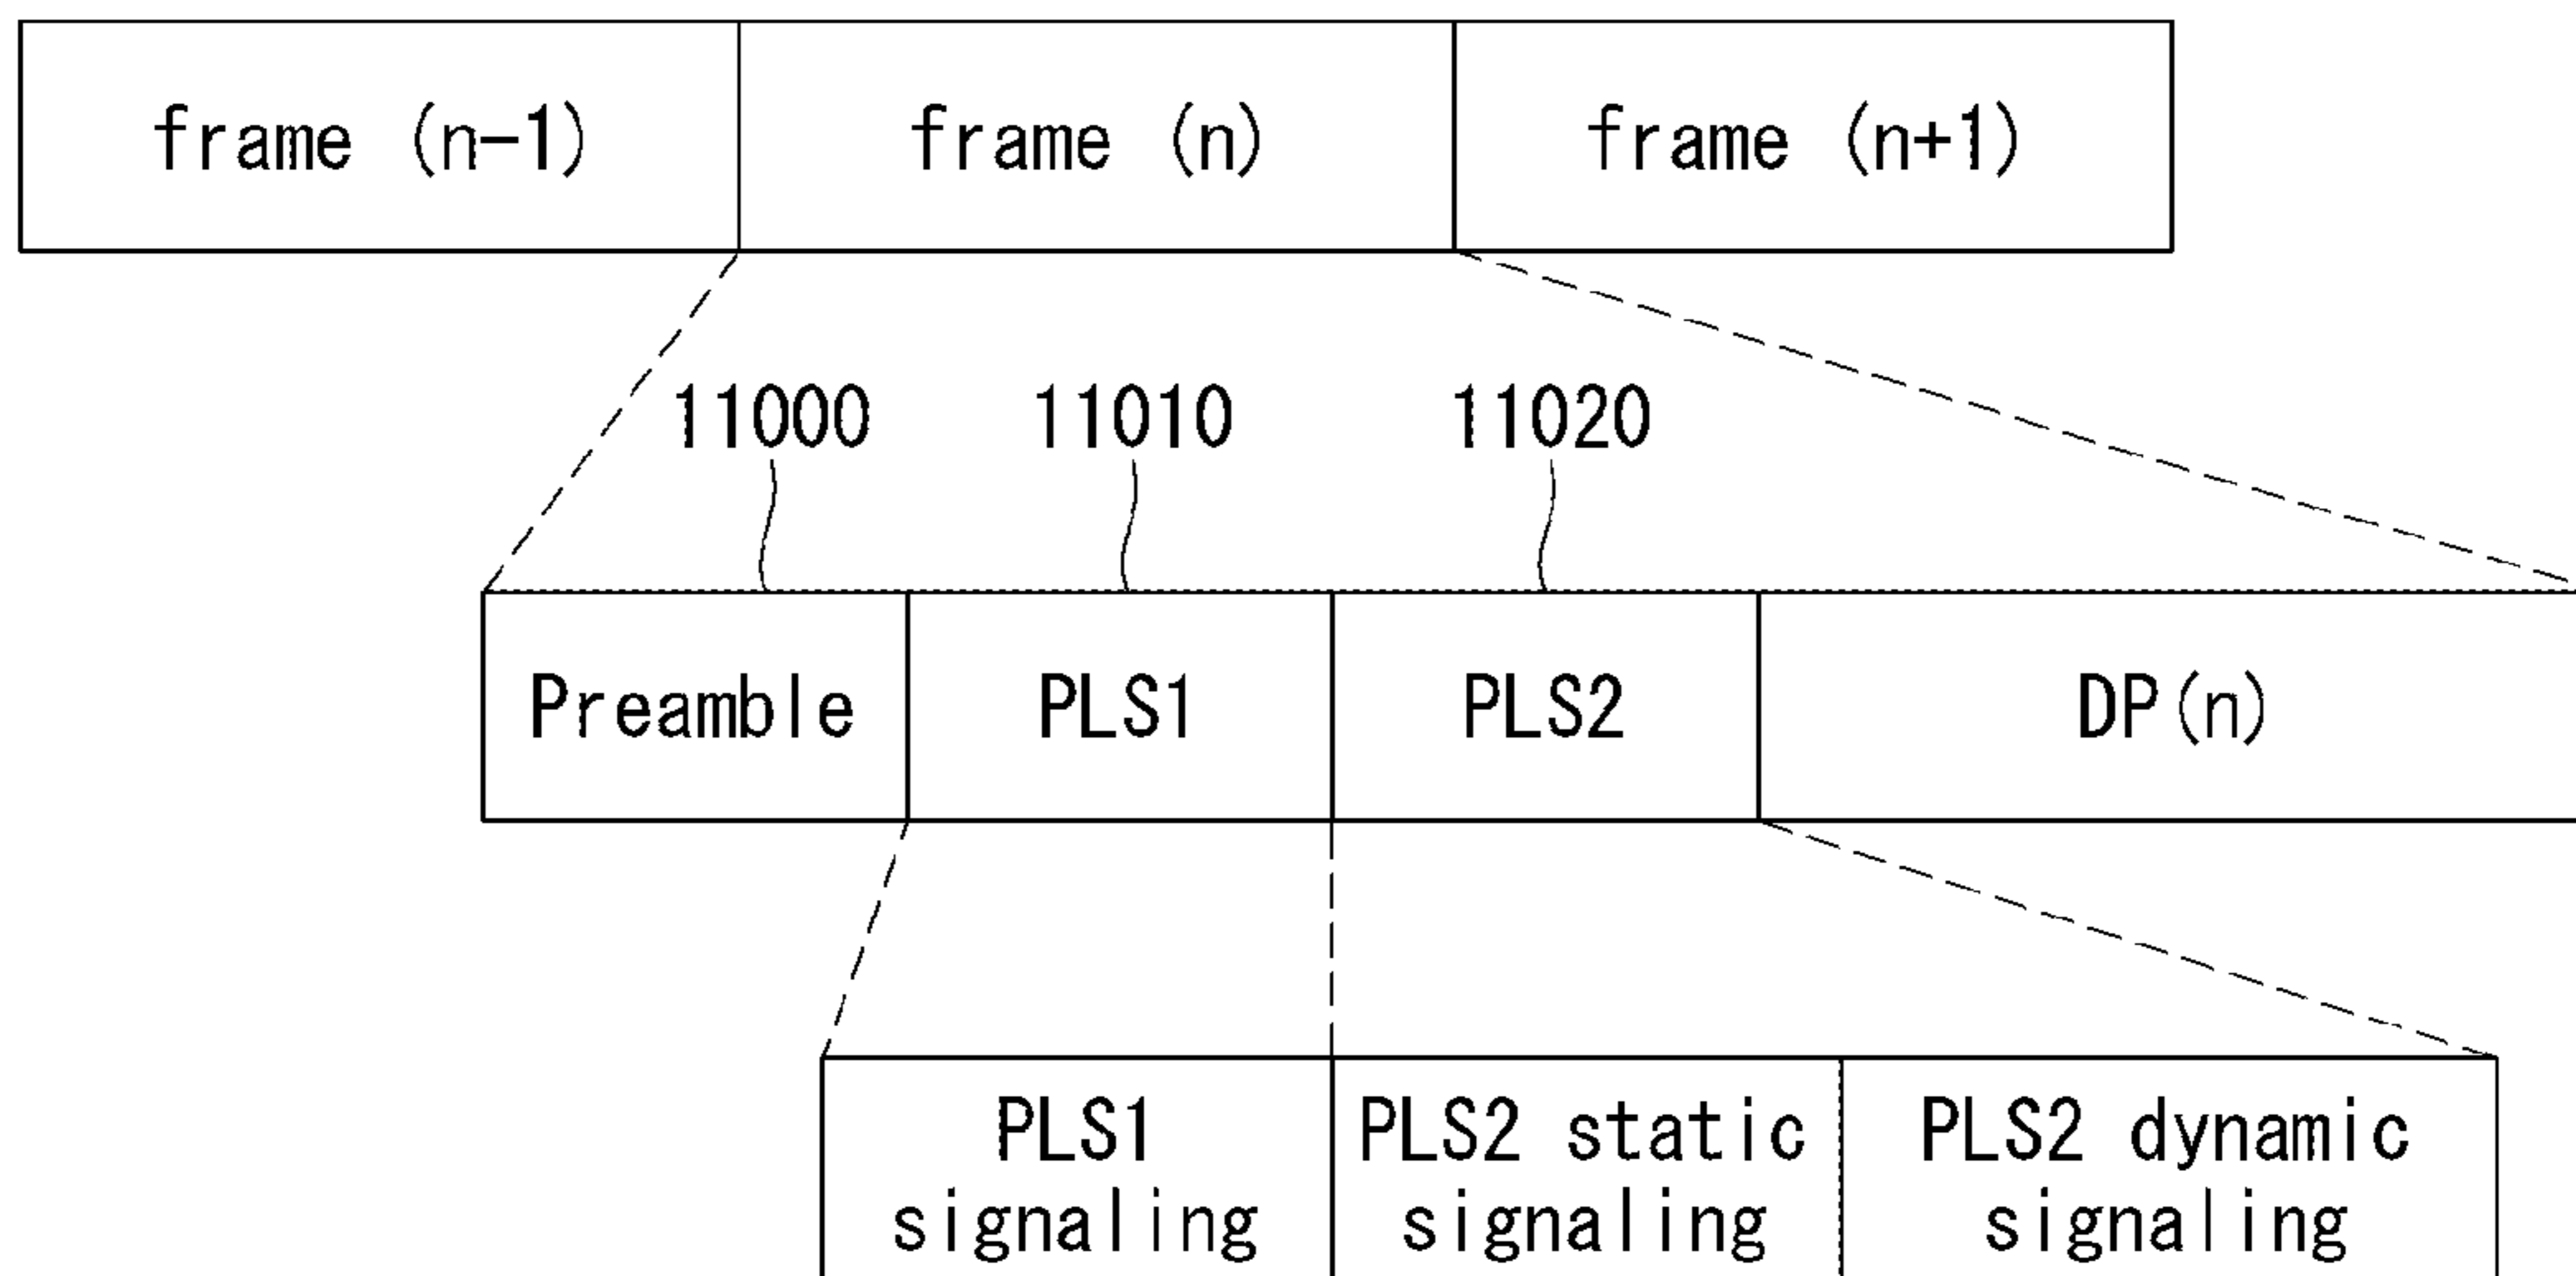 frame (n-1)
frame (n)
frame (n+1)
11000
11010
11020
Preamble
PLS1
PLS2
DP(n)
PLS1
signaling
PLS2 static
signaling
PLS2 dynamic
signaling